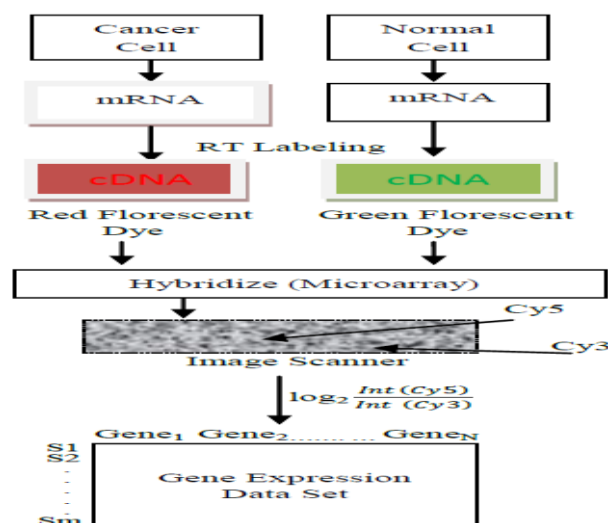 Cancer
Cell
Normal
Cell
mRNA
mRNA
RT Labeling
cDNA
cDNA
Red Florescent
Dye
Green Florescent
Dye
Hybridize (Microarray)
Cy5
Cy3
Image Scanner
log₂ Int (Cy5) / Int (Cy3)
Gene₁ Gene₂....... ... GeneN
S1
S2
Gene Expression
Data Set
Sm